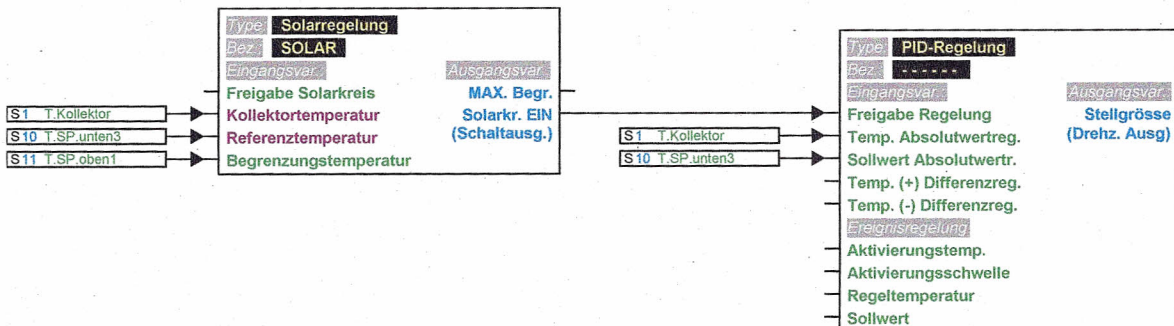 Type Solarregelung
Bez. SOLAR
Eingangsvar. Ausgangsvar.
Freigabe Solarkreis MAX. Begr.
S1 T.Kollektor Kollektortemperatur Solarkr. EIN
S10 T.SP.unten3 Referenztemperatur (Schaltausg.)
S11 T.SP.oben1 Begrenzungstemperatur
Type PID-Regelung
Bez. ------
Eingangsvar. Ausgangsvar.
Freigabe Regelung Stellgrösse
S1 T.Kollektor Temp. Absolutwertreg. (Drehz. Ausg)
S10 T.SP.unten3 Sollwert Absolutwertr.
Temp. (+) Differenzreg.
Temp. (-) Differenzreg.
Ereignisregelung
Aktivierungstemp.
Aktivierungsschwelle
Regeltemperatur
Sollwert